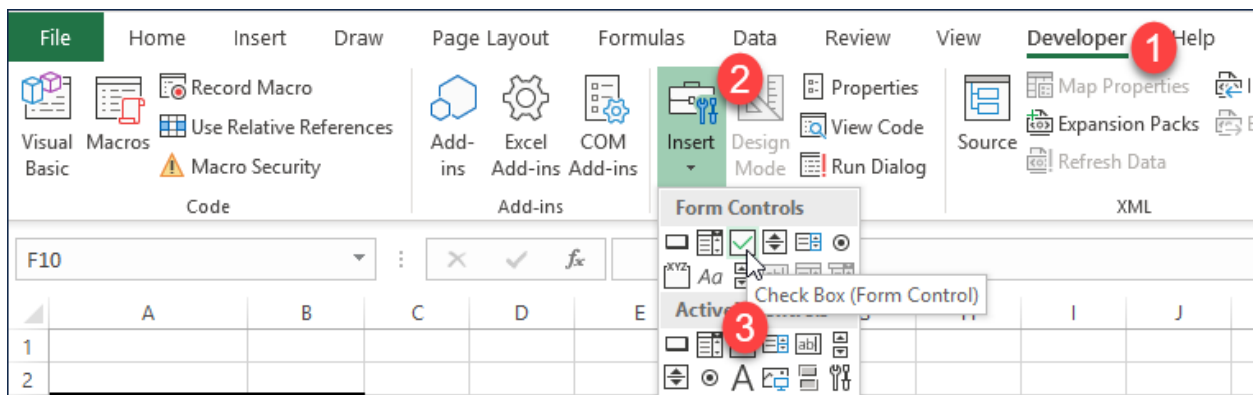 File Home Insert Draw Page Layout Formulas Data Review View Developer 1 Help
2
Record Macro Properties Map Properties
Use Relative References View Code Expansion Packs
Visual Macros Add- Excel COM Insert Design Source
Basic Macro Security ins Add-ins Add-ins Mode Run Dialog Refresh Data
Code Add-ins XML
Form Controls
F10 fx
XYZ Aa
Check Box (Form Control)
A B C D E I J
3
1
ab|
2 A